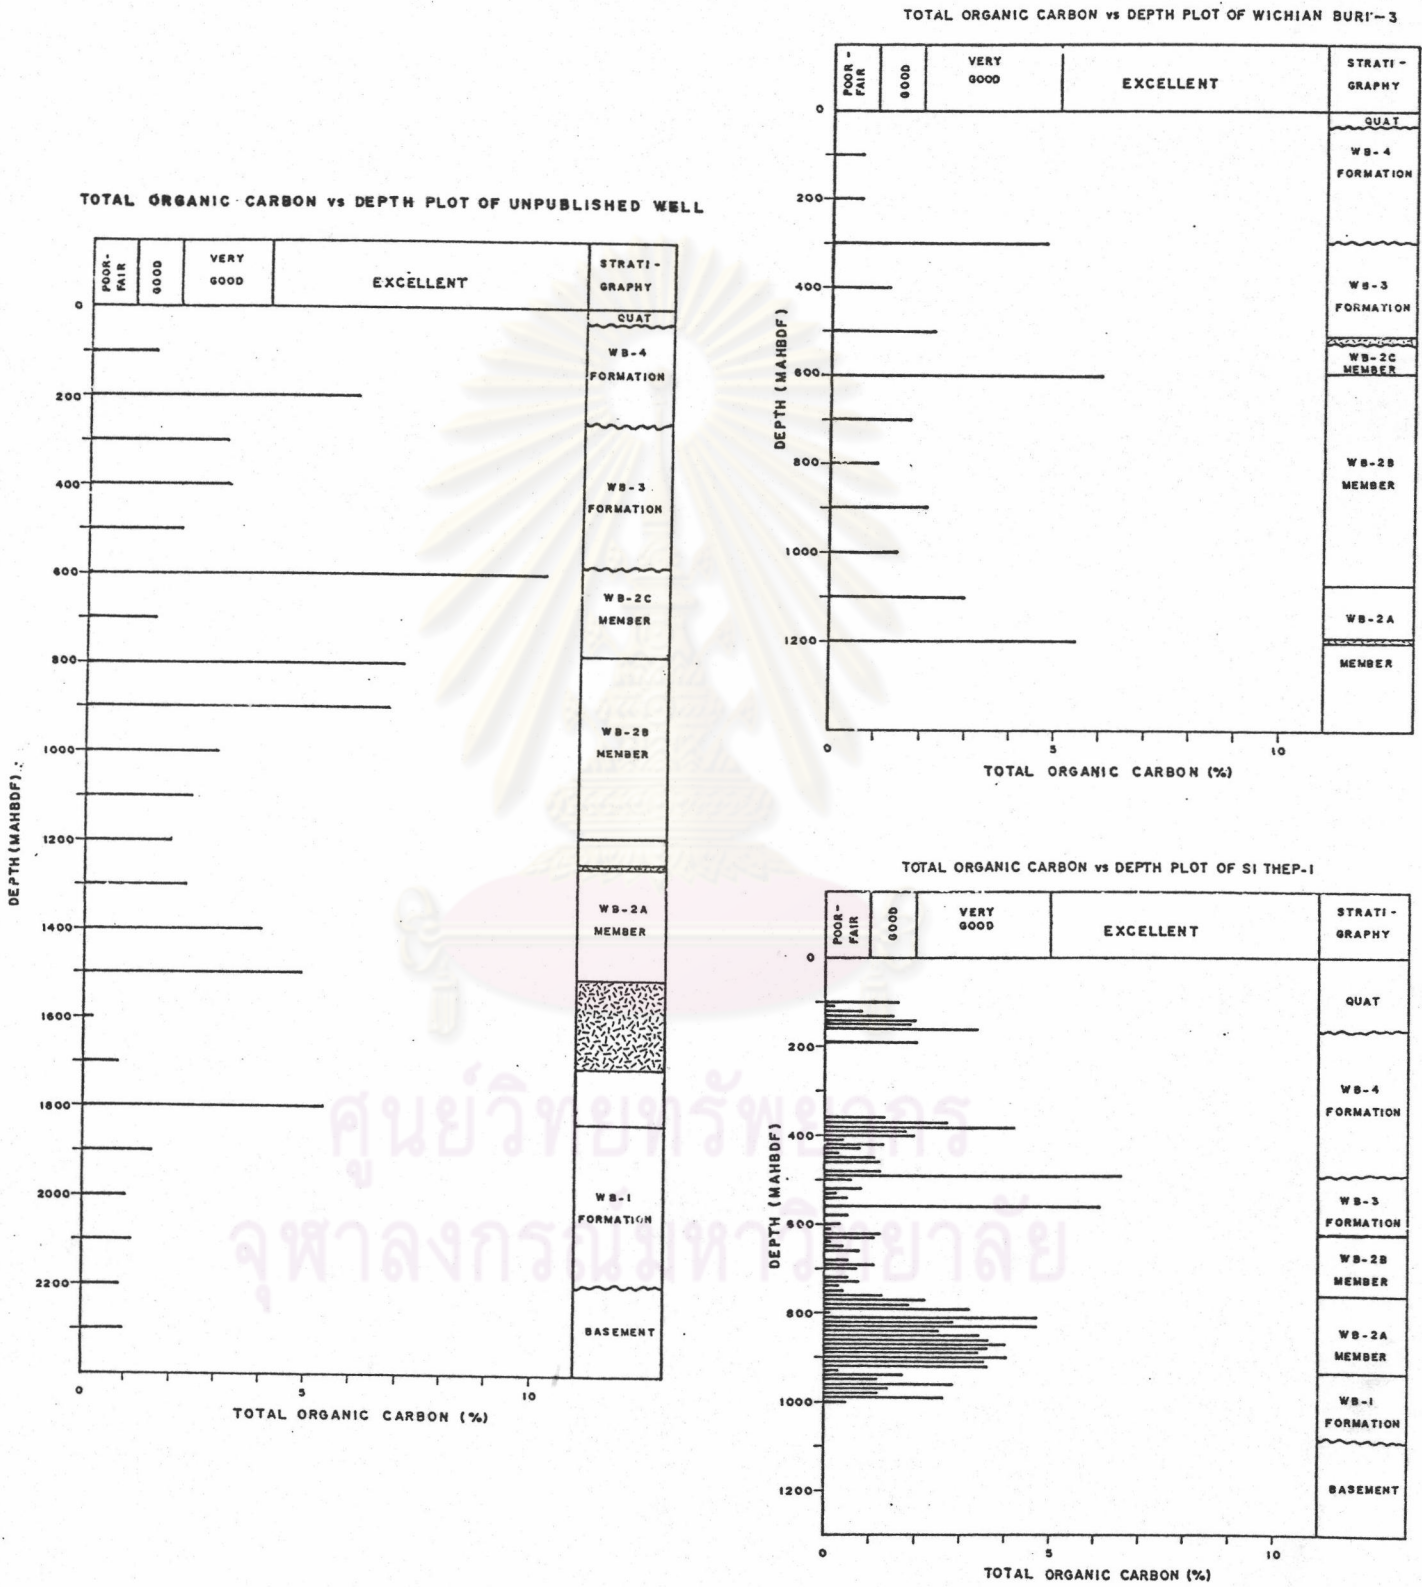 TOTAL ORGANIC CARBON vs DEPTH PLOT OF UNPUBLISHED WELL
POOR-FAIR
GOOD
VERY GOOD
EXCELLENT
STRATI-GRAPHY
0
200
400
600
800
1000
1200
1400
1600
1800
2000
2200
DEPTH (MAHBDF)
QUAT
WB-4
FORMATION
WB-3
FORMATION
WB-2C
MEMBER
WB-2B
MEMBER
WB-2A
MEMBER
WB-1
FORMATION
BASEMENT
0 5 10
TOTAL ORGANIC CARBON (%)
TOTAL ORGANIC CARBON vs DEPTH PLOT OF WICHIAN BURI-3
POOR-FAIR
GOOD
VERY GOOD
EXCELLENT
STRATI-GRAPHY
0
200
400
600
800
1000
1200
DEPTH (MAHBDF)
QUAT
WB-4
FORMATION
WB-3
FORMATION
WB-2C
MEMBER
WB-2B
MEMBER
WB-2A
MEMBER
0 5 10
TOTAL ORGANIC CARBON (%)
TOTAL ORGANIC CARBON vs DEPTH PLOT OF SI THEP-1
POOR-FAIR
GOOD
VERY GOOD
EXCELLENT
STRATI-GRAPHY
0
200
400
600
800
1000
1200
DEPTH (MAHBDF)
QUAT
WB-4
FORMATION
WB-3
FORMATION
WB-2B
MEMBER
WB-2A
MEMBER
WB-1
FORMATION
BASEMENT
0 5 10
TOTAL ORGANIC CARBON (%)
ศูนย์วิทยทรัพยากร
จุฬาลงกรณ์มหาวิทยาลัย